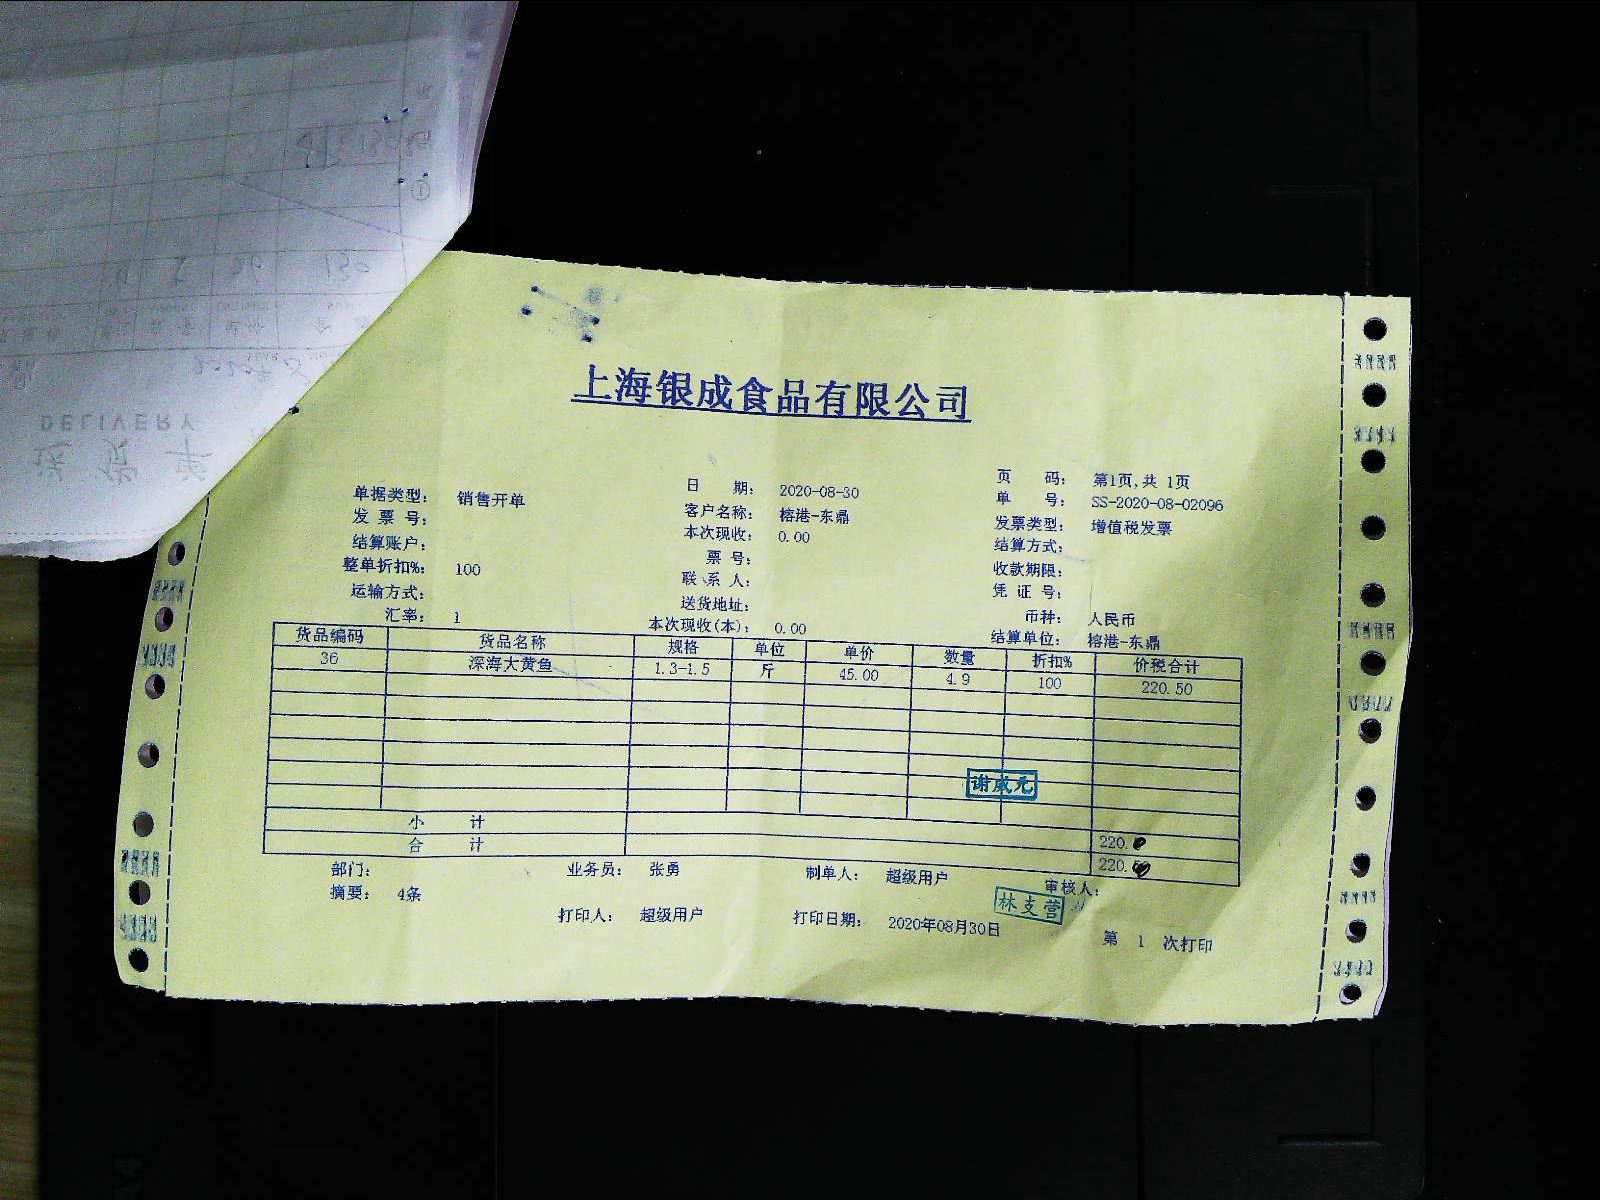 上海银成食品有限公司
单据类型： 销售开单 日 期： 2020-08-30 页 码： 第1页,共 1页
发 票 号： 客户名称： 榕港-东鼎 单 号： SS-2020-08-02096
结算账户： 本次现收： 0.00 发票类型： 增值税发票
整单折扣%： 100 票 号： 结算方式：
运输方式： 联 系 人： 收款期限：
汇率： 1 送货地址： 凭 证 号：
本次现收(本)： 0.00 币种： 人民币
结算单位： 榕港-东鼎
货品编码 货品名称 规格 单位 单价 数量 折扣% 价税合计
36 深海大黄鱼 1.3-1.5 斤 45.00 4.9 100 220.50
小 计 220.
合 计 220.
部门： 业务员： 张勇 制单人： 超级用户 审核人：
摘要： 4条
打印人： 超级用户 打印日期： 2020年08月30日 第 1 次打印
谢成元
林支营
DELIVERY
送 货 单